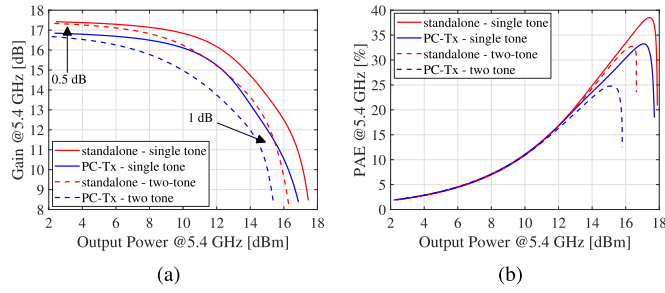 Gain @5.4 GHz [dB]
18
17
16
15
14
13
12
11
10
9
8
0.5 dB
1 dB
standalone - single tone
PC-Tx - single tone
standalone - two-tone
PC-Tx - two tone
2 4 6 8 10 12 14 16 18
Output Power @5.4 GHz [dBm]
(a)
PAE @5.4 GHz [%]
40
35
30
25
20
15
10
5
0
standalone - single tone
PC-Tx - single tone
standalone - two-tone
PC-Tx - two tone
2 4 6 8 10 12 14 16 18
Output Power @5.4 GHz [dBm]
(b)